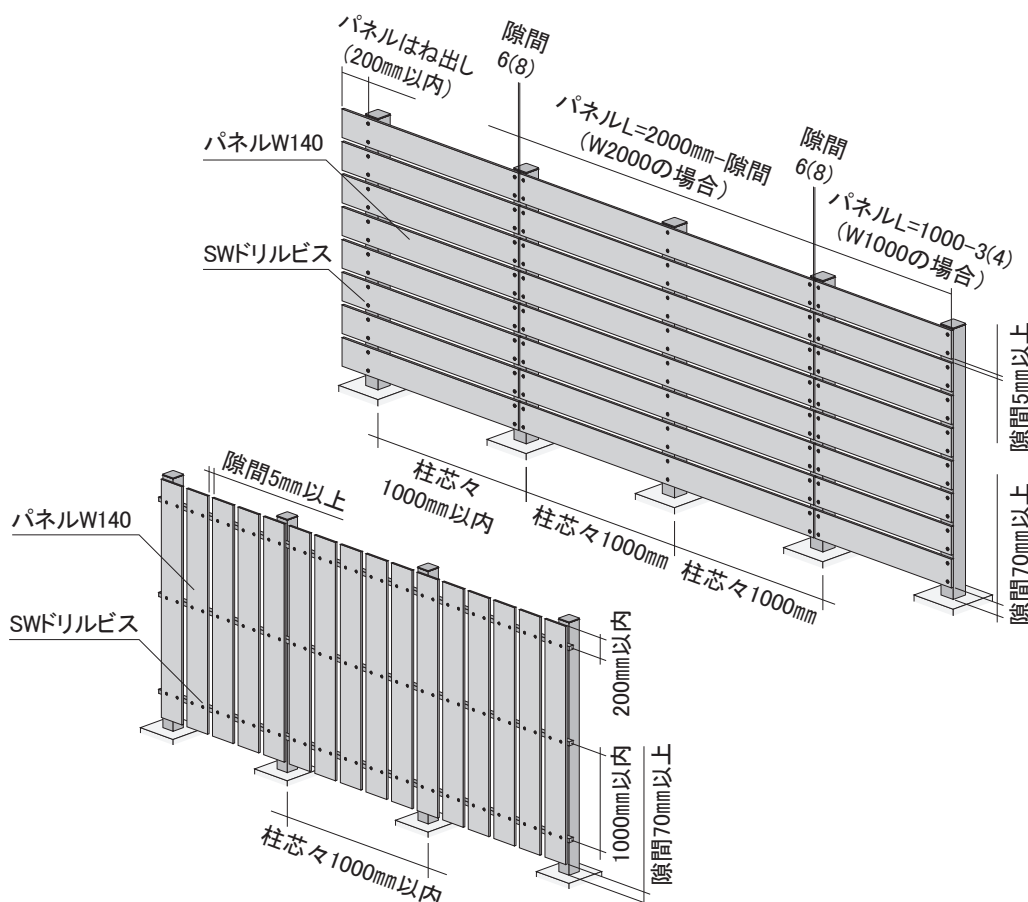 パネルはね出し
(200mm以内)
隙間
6(8)
パネルL=2000mm-隙間
(W2000の場合)
隙間
6(8)
パネルL=1000-3(4)
(W1000の場合)
パネルW140
SWドリルビス
隙間5mm以上
隙間70mm以上
柱芯々
1000mm以内
柱芯々1000mm
柱芯々1000mm
隙間5mm以上
パネルW140
SWドリルビス
200mm以内
1000mm以内
隙間70mm以上
柱芯々1000mm以内